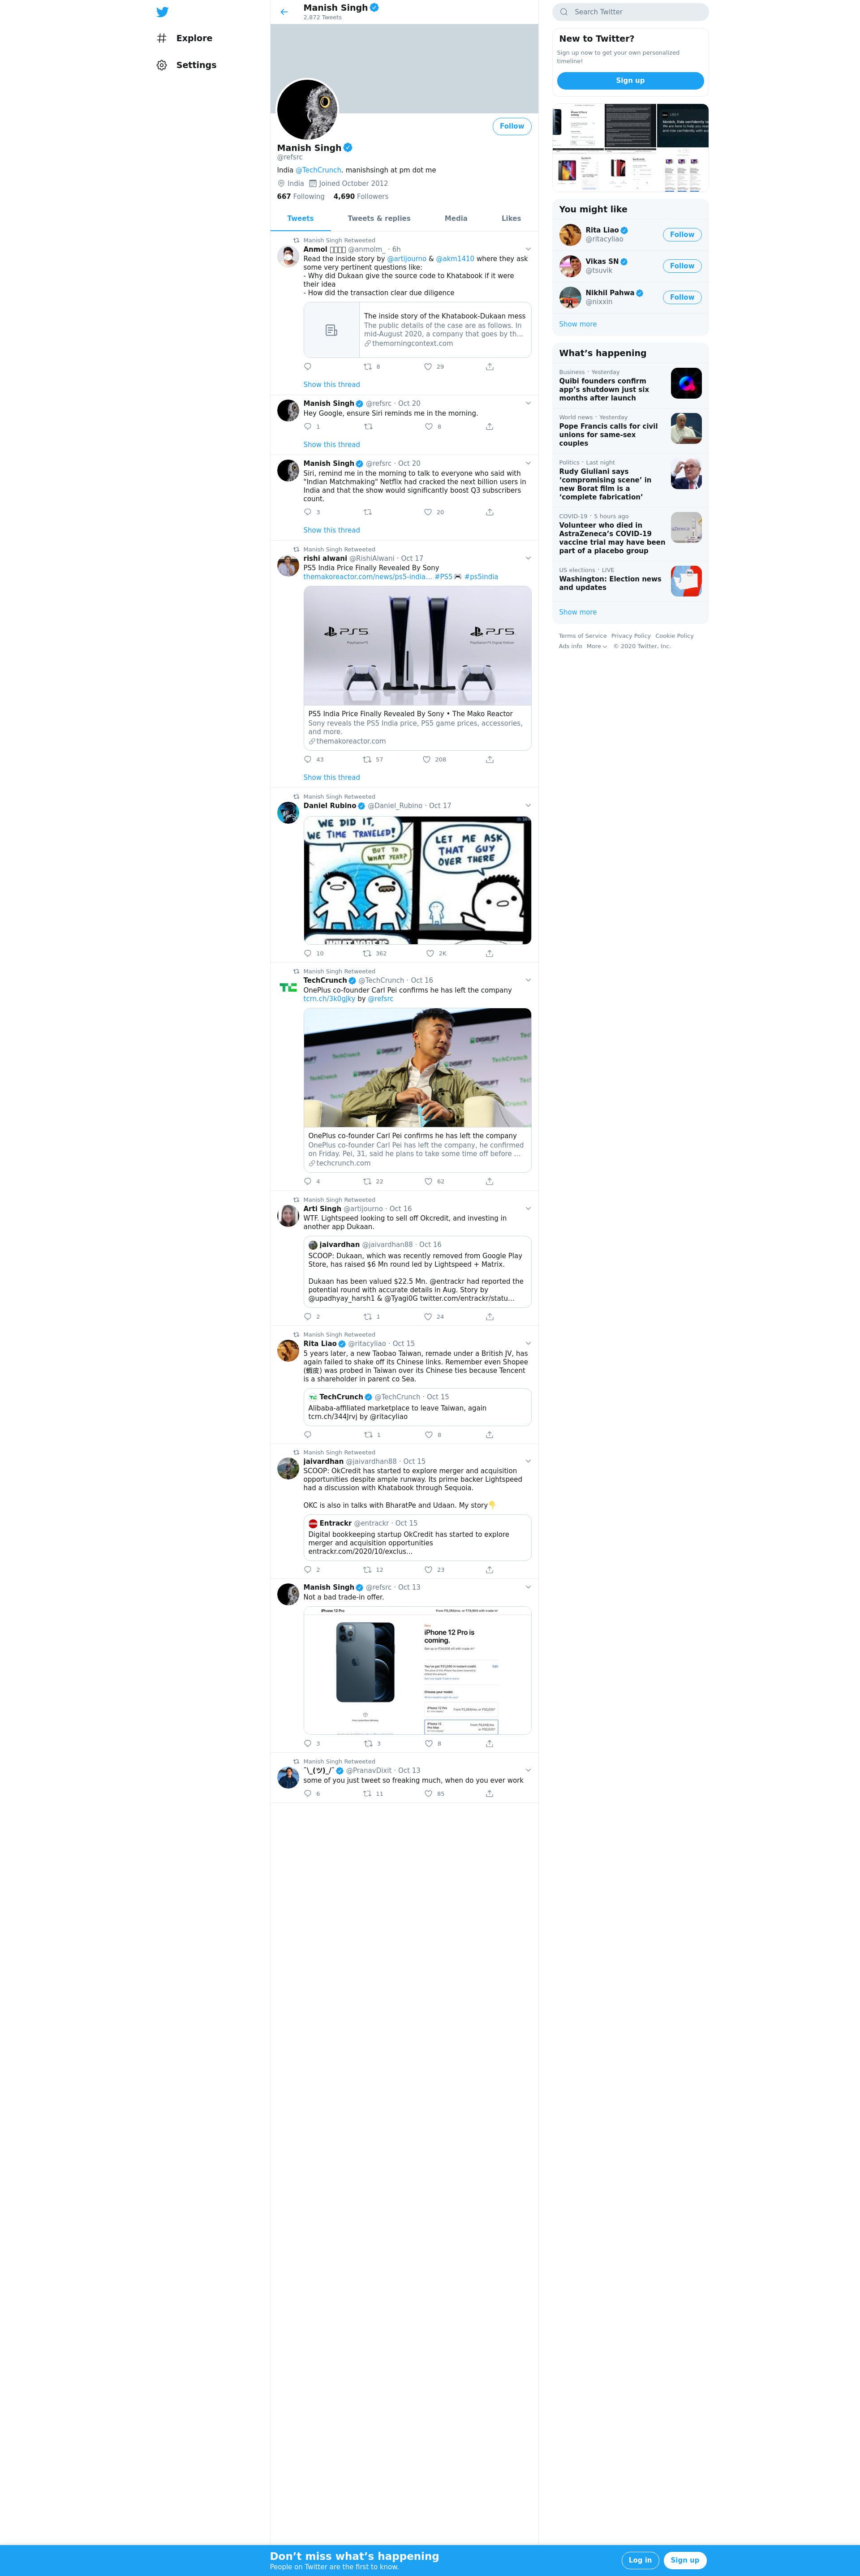 Explore
Settings
Manish Singh
2,872 Tweets
Follow
Manish Singh
@refsrc
India @TechCrunch. manishsingh at pm dot me
India Joined October 2012
667 Following 4,690 Followers
Tweets Tweets & replies Media Likes
Manish Singh Retweeted
Anmol @anmolm_ · 6h
Read the inside story by @artijourno & @akm1410 where they ask
some very pertinent questions like:
- Why did Dukaan give the source code to Khatabook if it were
their idea
- How did the transaction clear due diligence
The inside story of the Khatabook-Dukaan mess
The public details of the case are as follows. In
mid-August 2020, a company that goes by th...
themorningcontext.com
8 29
Show this thread
Manish Singh @refsrc · Oct 20
Hey Google, ensure Siri reminds me in the morning.
1 8
Show this thread
Manish Singh @refsrc · Oct 20
Siri, remind me in the morning to talk to everyone who said with
"Indian Matchmaking" Netflix had cracked the next billion users in
India and that the show would significantly boost Q3 subscribers
count.
3 20
Show this thread
Manish Singh Retweeted
rishi alwani @RishiAlwani · Oct 17
PS5 India Price Finally Revealed By Sony
themakoreactor.com/news/ps5-india… #PS5 #ps5india
PS5 PS5
PS5 India Price Finally Revealed By Sony • The Mako Reactor
Sony reveals the PS5 India price, PS5 game prices, accessories,
and more.
themakoreactor.com
43 57 208
Show this thread
Manish Singh Retweeted
Daniel Rubino @Daniel_Rubino · Oct 17
WE DID IT,
WE TIME TRAVELED!
BUT TO
WHAT YEAR?
LET ME ASK
THAT GUY
OVER THERE
10 362 2K
Manish Singh Retweeted
TechCrunch @TechCrunch · Oct 16
OnePlus co-founder Carl Pei confirms he has left the company
tcrn.ch/3k0gJky by @refsrc
OnePlus co-founder Carl Pei confirms he has left the company
OnePlus co-founder Carl Pei has left the company, he confirmed
on Friday. Pei, 31, said he plans to take some time off before ...
techcrunch.com
4 22 62
Manish Singh Retweeted
Arti Singh @artijourno · Oct 16
WTF. Lightspeed looking to sell off Okcredit, and investing in
another app Dukaan.
jaivardhan @jaivardhan88 · Oct 16
SCOOP: Dukaan, which was recently removed from Google Play
Store, has raised $6 Mn round led by Lightspeed + Matrix.
Dukaan has been valued $22.5 Mn. @entrackr had reported the
potential round with accurate details in Aug. Story by
@upadhyay_harsh1 & @Tyagi0G twitter.com/entrackr/statu…
2 1 24
Manish Singh Retweeted
Rita Liao @ritacyliao · Oct 15
5 years later, a new Taobao Taiwan, remade under a British JV, has
again failed to shake off its Chinese links. Remember even Shopee
(蝦皮) was probed in Taiwan over its Chinese ties because Tencent
is a shareholder in parent co Sea.
TechCrunch @TechCrunch · Oct 15
Alibaba-affiliated marketplace to leave Taiwan, again
tcrn.ch/344Jrvj by @ritacyliao
1 8
Manish Singh Retweeted
jaivardhan @jaivardhan88 · Oct 15
SCOOP: OkCredit has started to explore merger and acquisition
opportunities despite ample runway. Its prime backer Lightspeed
had a discussion with Khatabook through Sequoia.
OKC is also in talks with BharatPe and Udaan. My story👇
Entrackr @entrackr · Oct 15
Digital bookkeeping startup OkCredit has started to explore
merger and acquisition opportunities
entrackr.com/2020/10/exclus…
2 12 23
Manish Singh @refsrc · Oct 13
Not a bad trade-in offer.
iPhone 12 Pro
iPhone 12 Pro is
coming.
Choose your model.
3 3 8
Manish Singh Retweeted
¯\_(ツ)_/¯ @PranavDixit · Oct 13
some of you just tweet so freaking much, when do you ever work
6 11 85
Search Twitter
New to Twitter?
Sign up now to get your own personalized
timeline!
Sign up
You might like
Rita Liao
@ritacyliao
Follow
Vikas SN
@tsuvik
Follow
Nikhil Pahwa
@nixxin
Follow
Show more
What's happening
Business · Yesterday
Quibi founders confirm
app's shutdown just six
months after launch
World news · Yesterday
Pope Francis calls for civil
unions for same-sex
couples
Politics · Last night
Rudy Giuliani says
'compromising scene' in
new Borat film is a
'complete fabrication'
COVID-19 · 5 hours ago
Volunteer who died in
AstraZeneca's COVID-19
vaccine trial may have been
part of a placebo group
US elections · LIVE
Washington: Election news
and updates
Show more
Terms of Service Privacy Policy Cookie Policy
Ads info More © 2020 Twitter, Inc.
Don't miss what's happening
People on Twitter are the first to know.
Log in Sign up